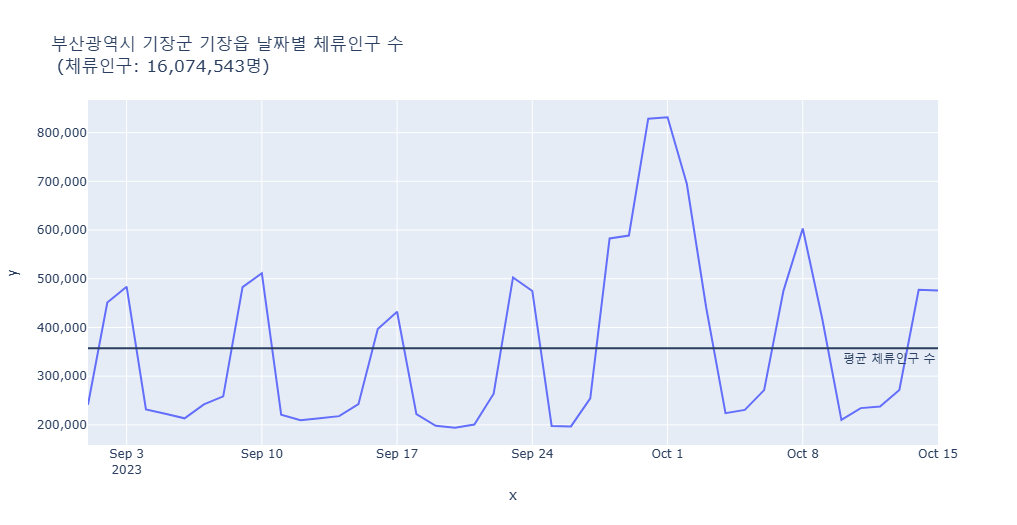 부산광역시 기장군 기장읍 날짜별 체류인구 수
(체류인구: 16,074,543명)
800,000
700,000
600,000
500,000
400,000
300,000
200,000
y
평균 체류인구 수
Sep 3
2023
Sep 10
Sep 17
Sep 24
Oct 1
Oct 8
Oct 15
x